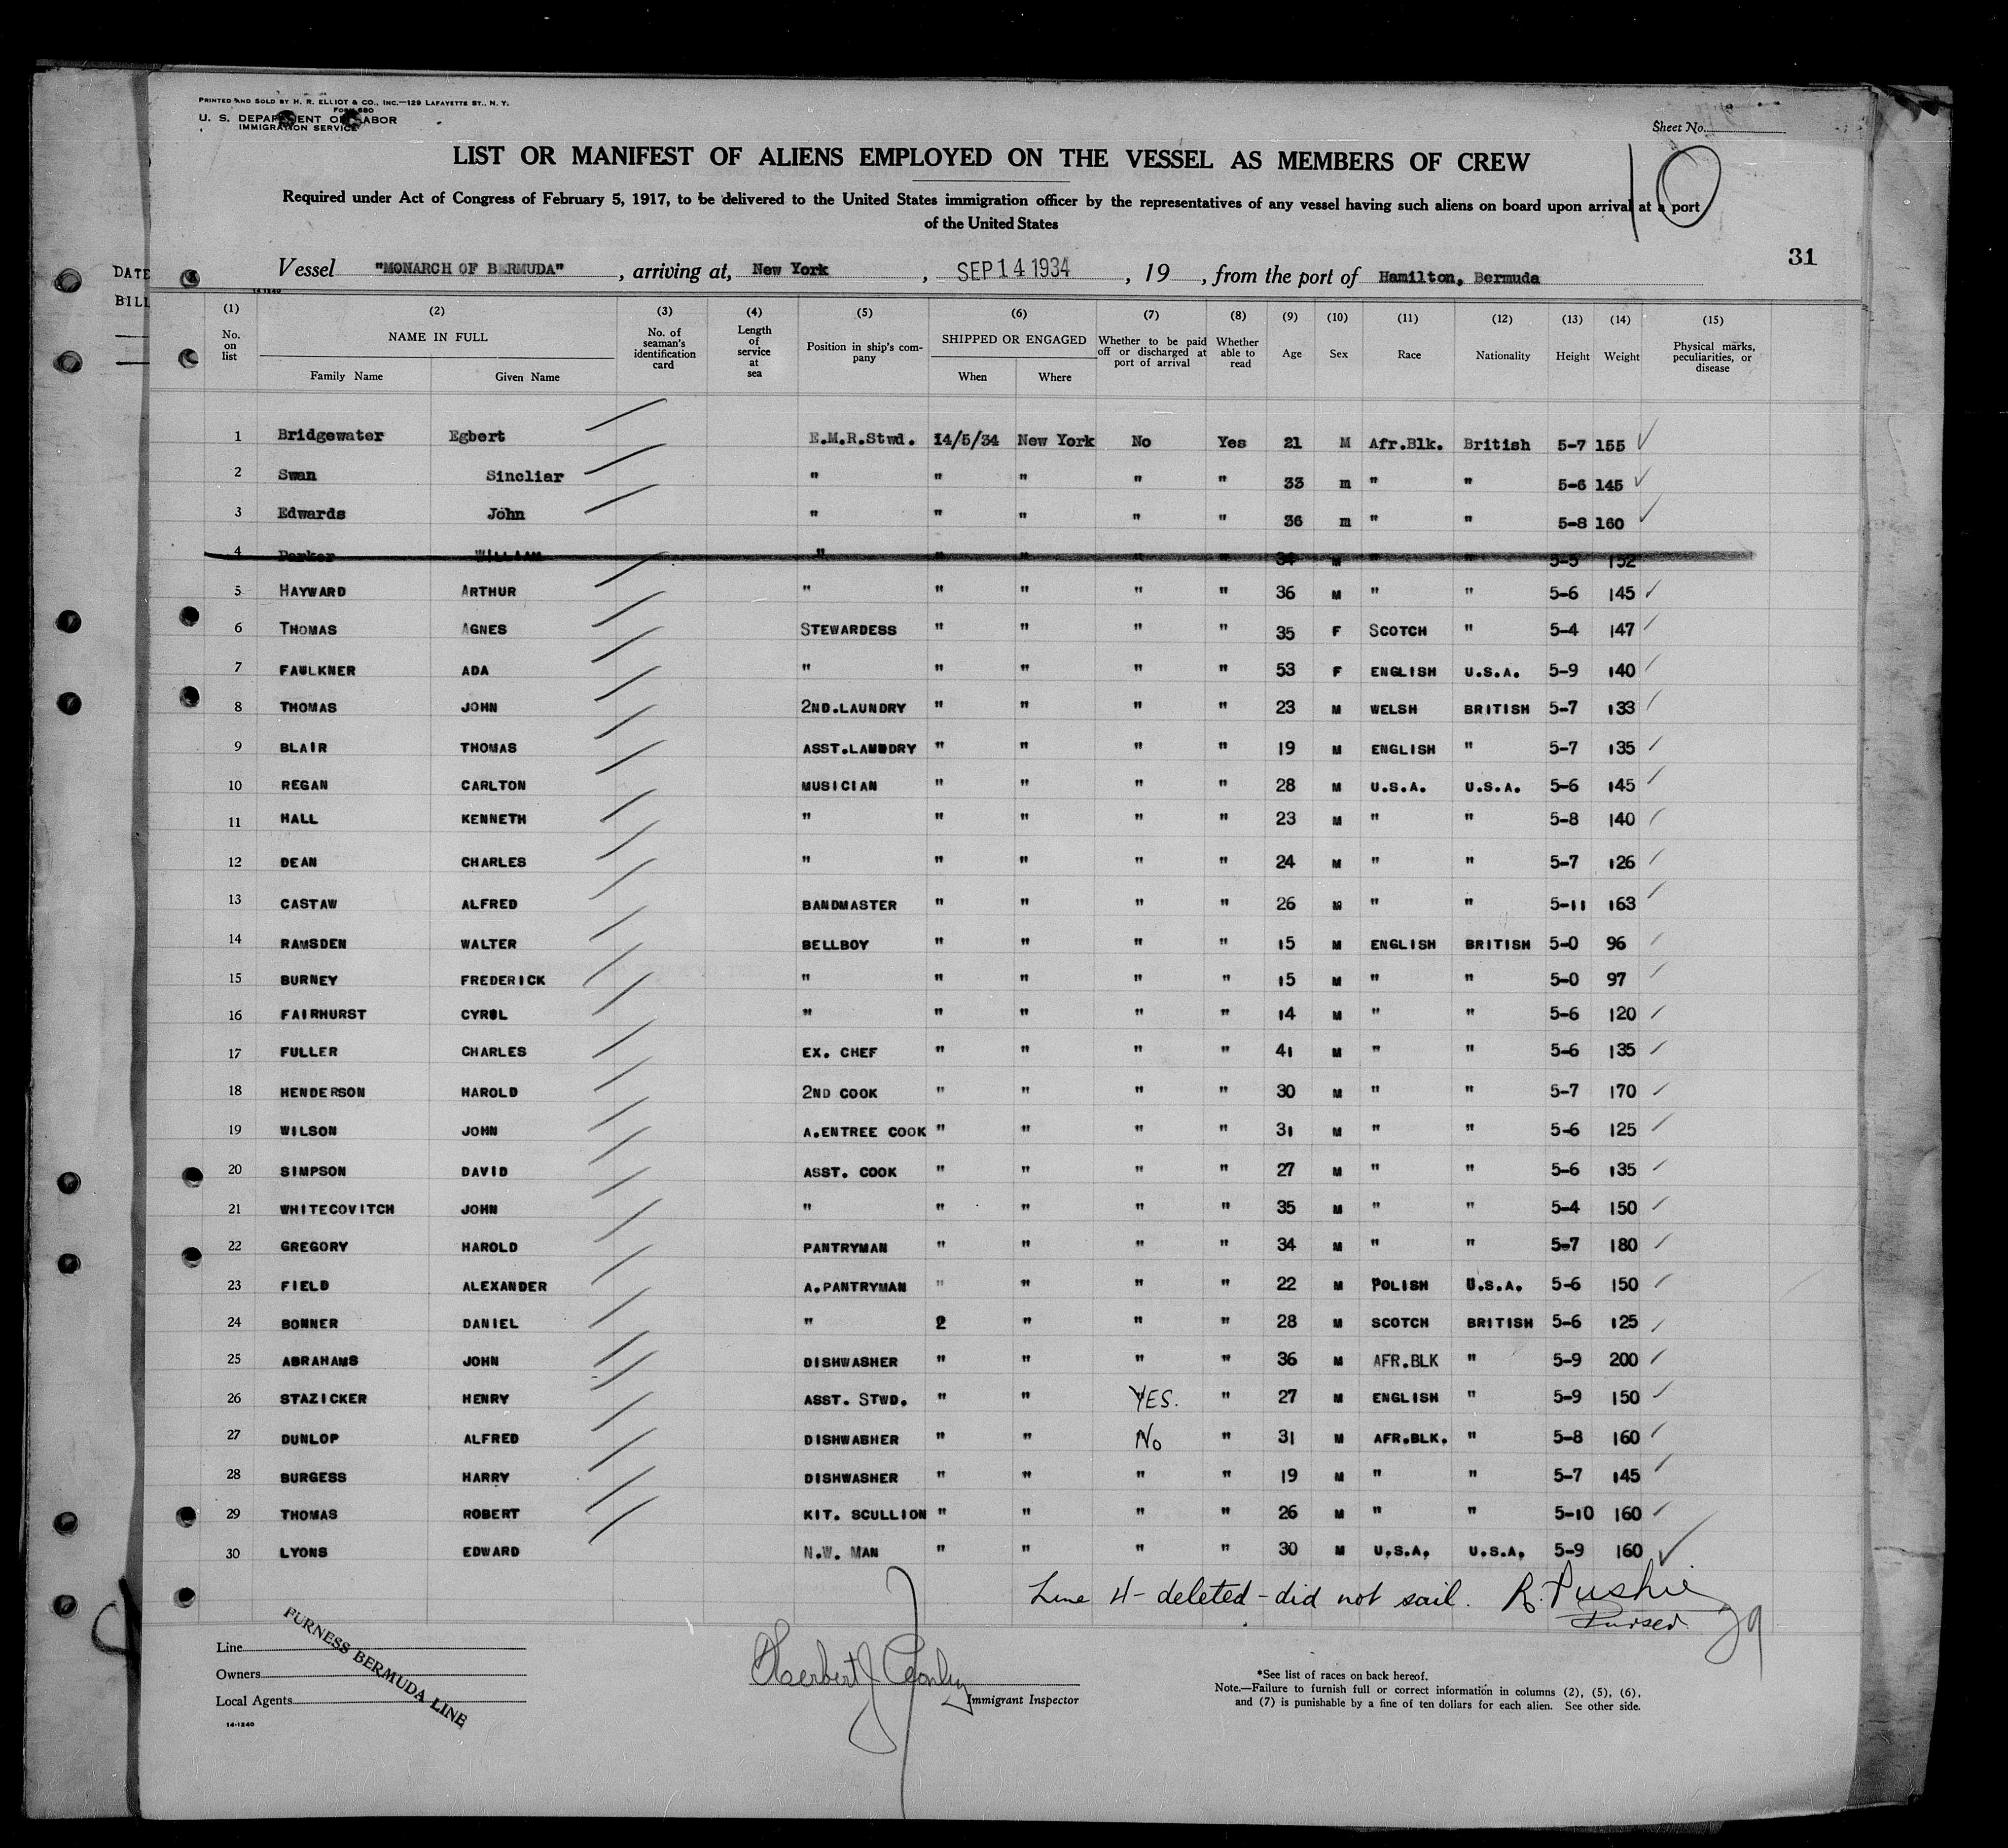 PRINTED AND SOLD BY H. R. ELLIOT & CO., INC.—129 LAFAYETTE ST., N. Y.
FORM 680
U. S. DEPARTMENT OF LABOR
IMMIGRATION SERVICE
Sheet No.
10
LIST OR MANIFEST OF ALIENS EMPLOYED ON THE VESSEL AS MEMBERS OF CREW
Required under Act of Congress of February 5, 1917, to be delivered to the United States immigration officer by the representatives of any vessel having such aliens on board upon arrival at a port
of the United States
31
DATE
BILL
Vessel "MONARCH OF BERMUDA" , arriving at, New York , SEP 14 1934 , 19 , from the port of Hamilton, Bermuda
14-1240
(1) No. on list (2) NAME IN FULL Family Name Given Name (3) No. of seaman's identification card (4) Length of service at sea (5) Position in ship's company (6) SHIPPED OR ENGAGED When Where (7) Whether to be paid off or discharged at port of arrival (8) Whether able to read (9) Age (10) Sex (11) Race (12) Nationality (13) Height (14) Weight (15) Physical marks, peculiarities, or disease
1 Bridgewater Egbert E.M.R.Stwd. 14/5/34 New York No Yes 21 M Afr.Blk. British 5-7 155
2 Swan Sincliar " " " " " 33 m " " 5-6 145
3 Edwards John " " " " " 36 m " " 5-8 160
4 Parker WILLIAM " " " " " 34 M " " 5-5 152
5 HAYWARD ARTHUR " " " " " 36 M " " 5-6 145
6 THOMAS AGNES STEWARDESS " " " " 35 F SCOTCH " 5-4 147
7 FAULKNER ADA " " " " " 53 F ENGLISH U.S.A. 5-9 140
8 THOMAS JOHN 2ND.LAUNDRY " " " " 23 M WELSH BRITISH 5-7 133
9 BLAIR THOMAS ASST.LAUNDRY " " " " 19 M ENGLISH " 5-7 135
10 REGAN CARLTON MUSICIAN " " " " 28 M U.S.A. U.S.A. 5-6 145
11 HALL KENNETH " " " " " 23 M " " 5-8 140
12 DEAN CHARLES " " " " " 24 M " " 5-7 126
13 CASTAW ALFRED BANDMASTER " " " " 26 M " " 5-11 163
14 RAMSDEN WALTER BELLBOY " " " " 15 M ENGLISH BRITISH 5-0 96
15 BURNEY FREDERICK " " " " " 15 M " " 5-0 97
16 FAIRHURST CYRIL " " " " " 14 M " " 5-6 120
17 FULLER CHARLES EX. CHEF " " " " 41 M " " 5-6 135
18 HENDERSON HAROLD 2ND COOK " " " " 30 M " " 5-7 170
19 WILSON JOHN A.ENTREE COOK " " " " 31 M " " 5-6 125
20 SIMPSON DAVID ASST. COOK " " " " 27 M " " 5-6 135
21 WHITECOVITCH JOHN " " " " " 35 M " " 5-4 150
22 GREGORY HAROLD PANTRYMAN " " " " 34 M " " 5-7 180
23 FIELD ALEXANDER A.PANTRYMAN " " " " 22 M POLISH U.S.A. 5-6 150
24 BONNER DANIEL " 2 " " " 28 M SCOTCH BRITISH 5-6 125
25 ABRAHAMS JOHN DISHWASHER " " " " 36 M AFR.BLK " 5-9 200
26 STAZICKER HENRY ASST. STWD. " " YES. " 27 M ENGLISH " 5-9 150
27 DUNLOP ALFRED DISHWASHER " " No " 31 M AFR.BLK. " 5-8 160
28 BURGESS HARRY DISHWASHER " " " " 19 M " " 5-7 145
29 THOMAS ROBERT KIT. SCULLION " " " " 26 M " " 5-10 160
30 LYONS EDWARD N.W. MAN " " " " 30 M U.S.A. U.S.A. 5-9 160
Line 4 - deleted - did not sail. R. Pushie
Purser
29
Line
Owners
Local Agents
FURNESS BERMUDA LINE
14-1240
Immigrant Inspector
*See list of races on back hereof.
Note.—Failure to furnish full or correct information in columns (2), (5), (6),
and (7) is punishable by a fine of ten dollars for each alien. See other side.